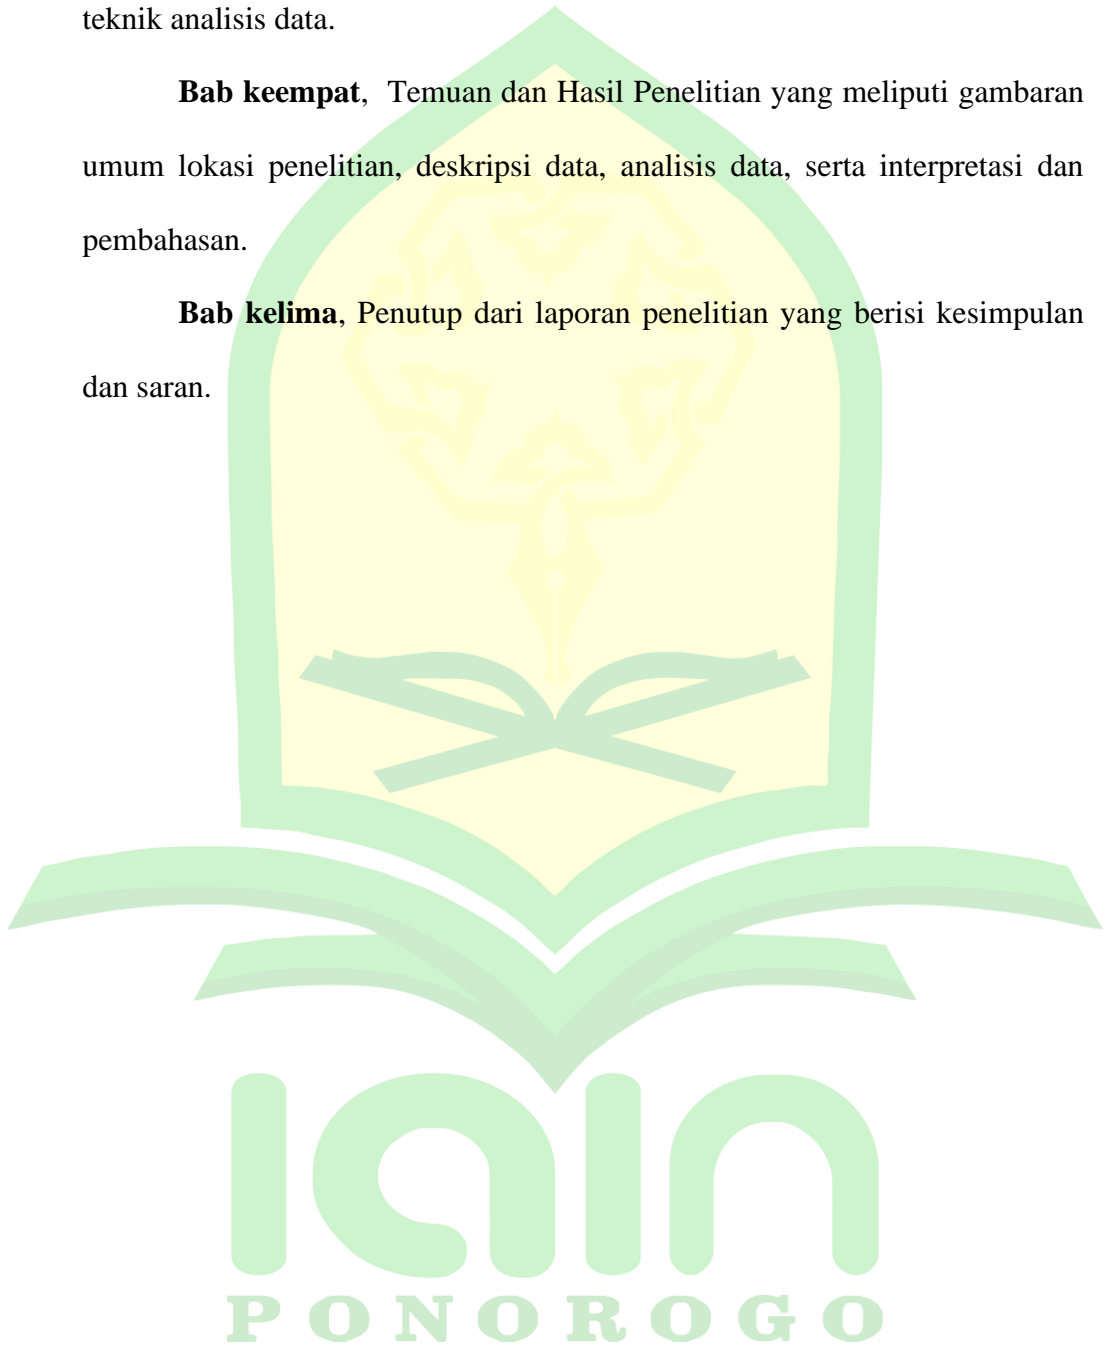 teknik analisis data.
Bab keempat, Temuan dan Hasil Penelitian yang meliputi gambaran
umum lokasi penelitian, deskripsi data, analisis data, serta interpretasi dan
pembahasan.
Bab kelima, Penutup dari laporan penelitian yang berisi kesimpulan
dan saran.
iain
PONOROGO